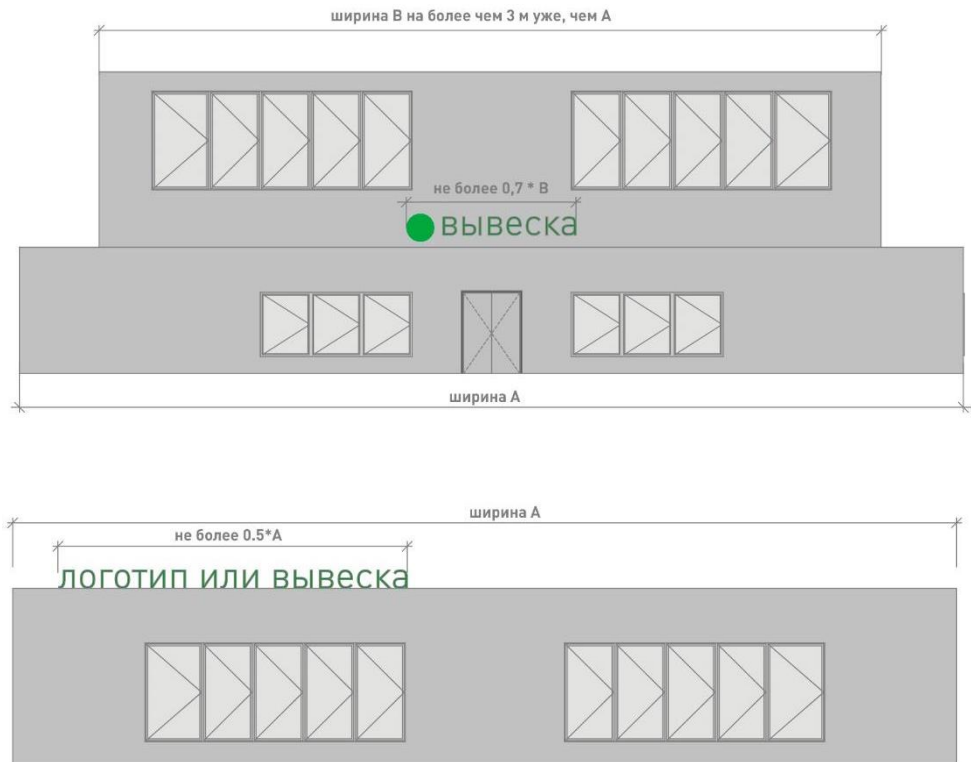 ширина В на более чем 3 м уже, чем А
не более 0,7 * В
вывеска
ширина А
ширина А
не более 0.5*А
логотип или вывеска